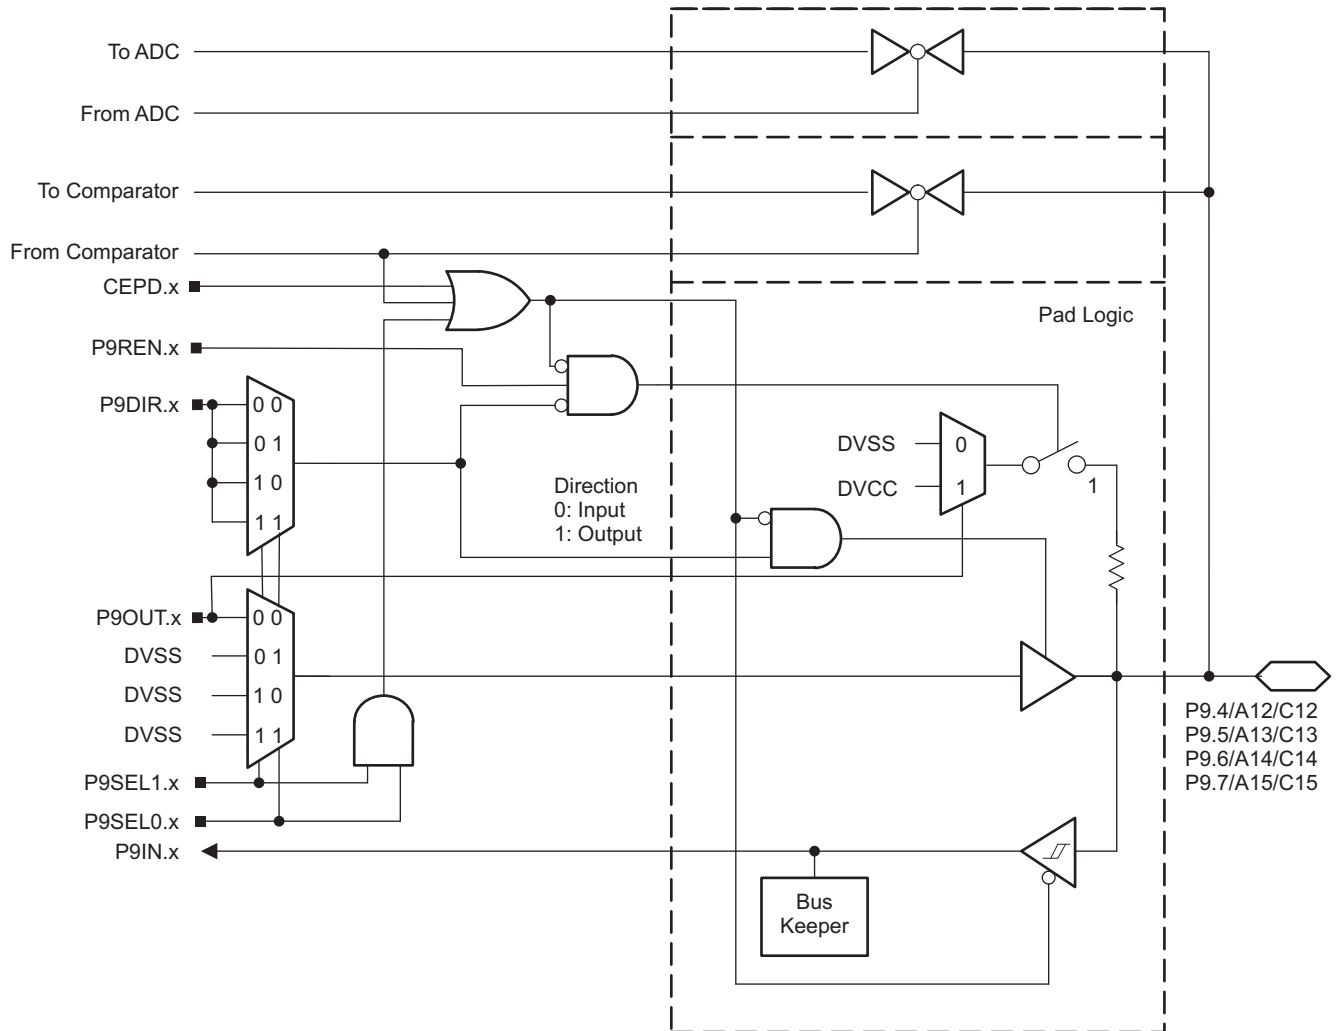 To ADC
From ADC
To Comparator
From Comparator
CEPD.x
Pad Logic
P9REN.x
P9DIR.x
0 0
0 1
1 0
1 1
DVSS
0
DVCC
1
1
Direction
0: Input
1: Output
P9OUT.x
0 0
DVSS
0 1
DVSS
1 0
DVSS
1 1
P9.4/A12/C12
P9.5/A13/C13
P9.6/A14/C14
P9.7/A15/C15
P9SEL1.x
P9SEL0.x
P9IN.x
Bus
Keeper